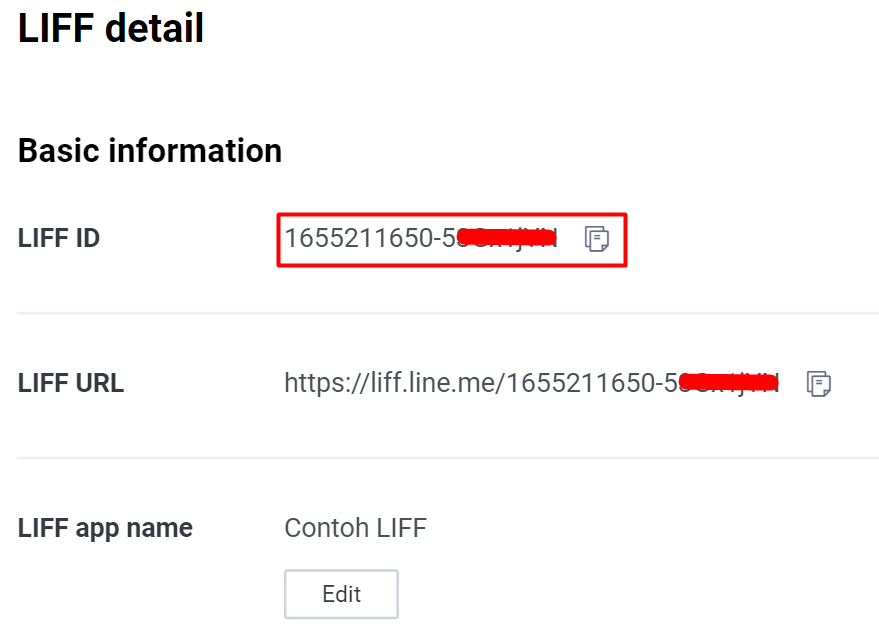 LIFF detail
Basic information
LIFF ID
1655211650-5
LIFF URL
https://liff.line.me/1655211650-5
LIFF app name
Contoh LIFF
Edit